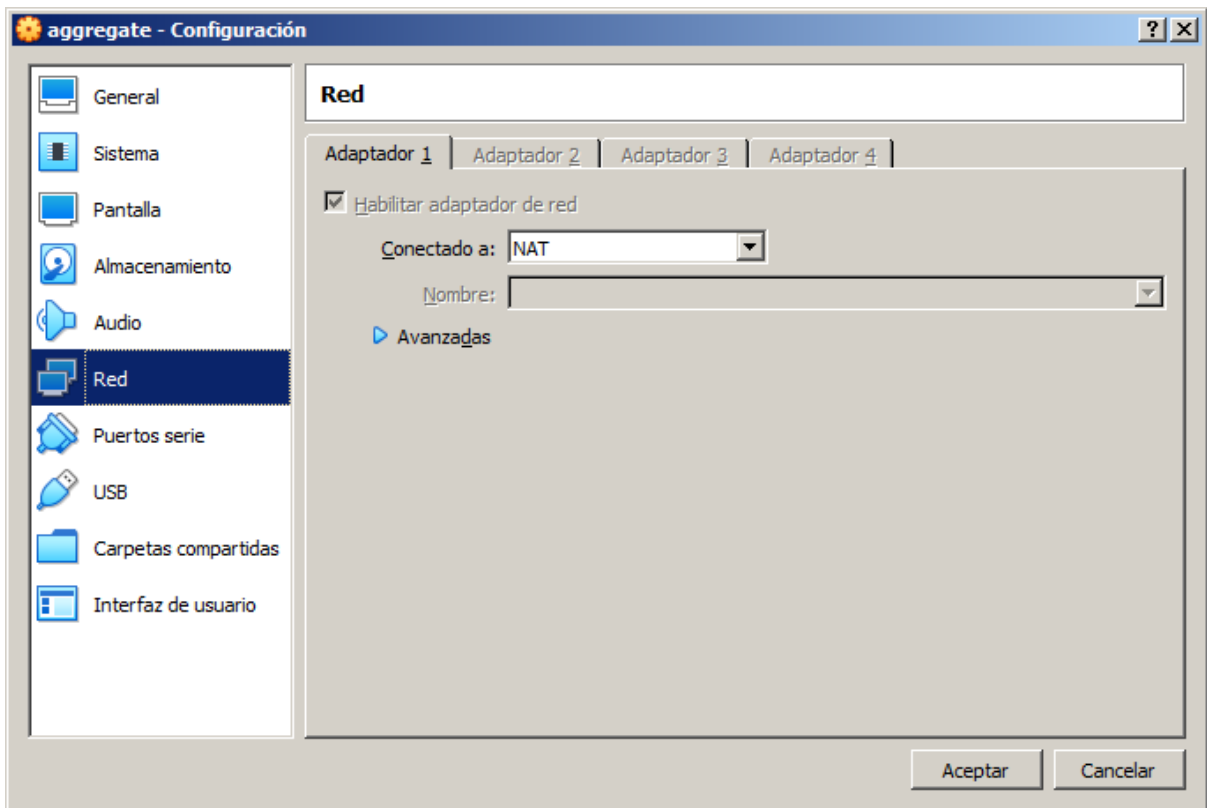 aggregate - Configuración
General
Sistema
Pantalla
Almacenamiento
Audio
Red
Puertos serie
USB
Carpetas compartidas
Interfaz de usuario
Red
Adaptador 1 Adaptador 2 Adaptador 3 Adaptador 4
Habilitar adaptador de red
Conectado a: NAT
Nombre:
Avanzadas
Aceptar Cancelar